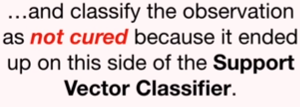 ...and classify the observation
as not cured because it ended
up on this side of the Support
Vector Classifier.